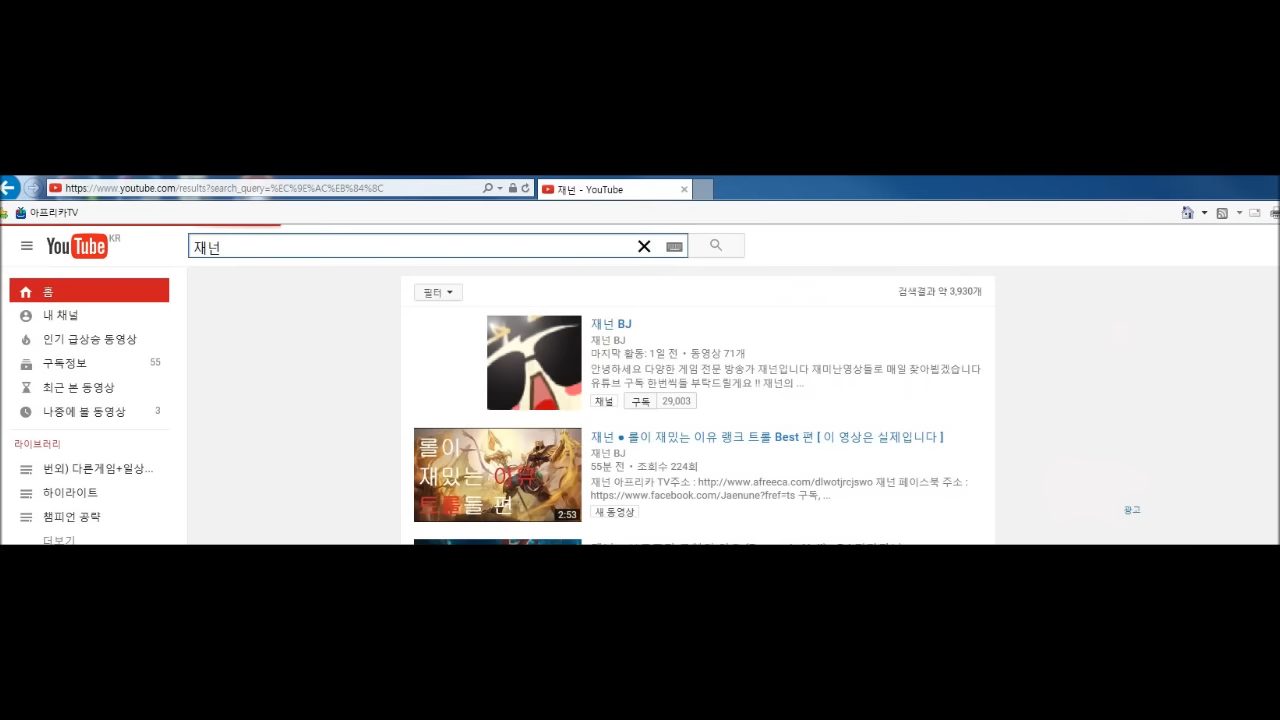 https://www.youtube.com/results?search_query=%EC%9E%AC%EB%84%8C
재넌 - YouTube
아프리카TV
YouTube KR
재넌
홈
내 채널
인기 급상승 동영상
구독정보 55
최근 본 동영상
나중에 볼 동영상 3
라이브러리
번외) 다른게임+일상...
하이라이트
챔피언 공략
더보기
필터
검색결과 약 3,930개
재넌 BJ
재넌 BJ
마지막 활동: 1일 전 • 동영상 71개
안녕하세요 다양한 게임 전문 방송가 재넌입니다 재미난영상들로 매일 찾아뵙겠습니다
유튜브 구독 한번씩들 부탁드릴게요 !! 재넌의 ...
채널 구독 29,003
롤이
재밌는 이유
트롤들 편
2:53
재넌 ● 롤이 재밌는 이유 랭크 트롤 Best 편 [ 이 영상은 실제입니다 ]
재넌 BJ
55분 전 • 조회수 224회
재넌 아프리카 TV주소 : http://www.afreeca.com/dlwotjrcjswo 재넌 페이스북 주소 :
https://www.facebook.com/Jaenune?fref=ts 구독, ...
새 동영상
광고